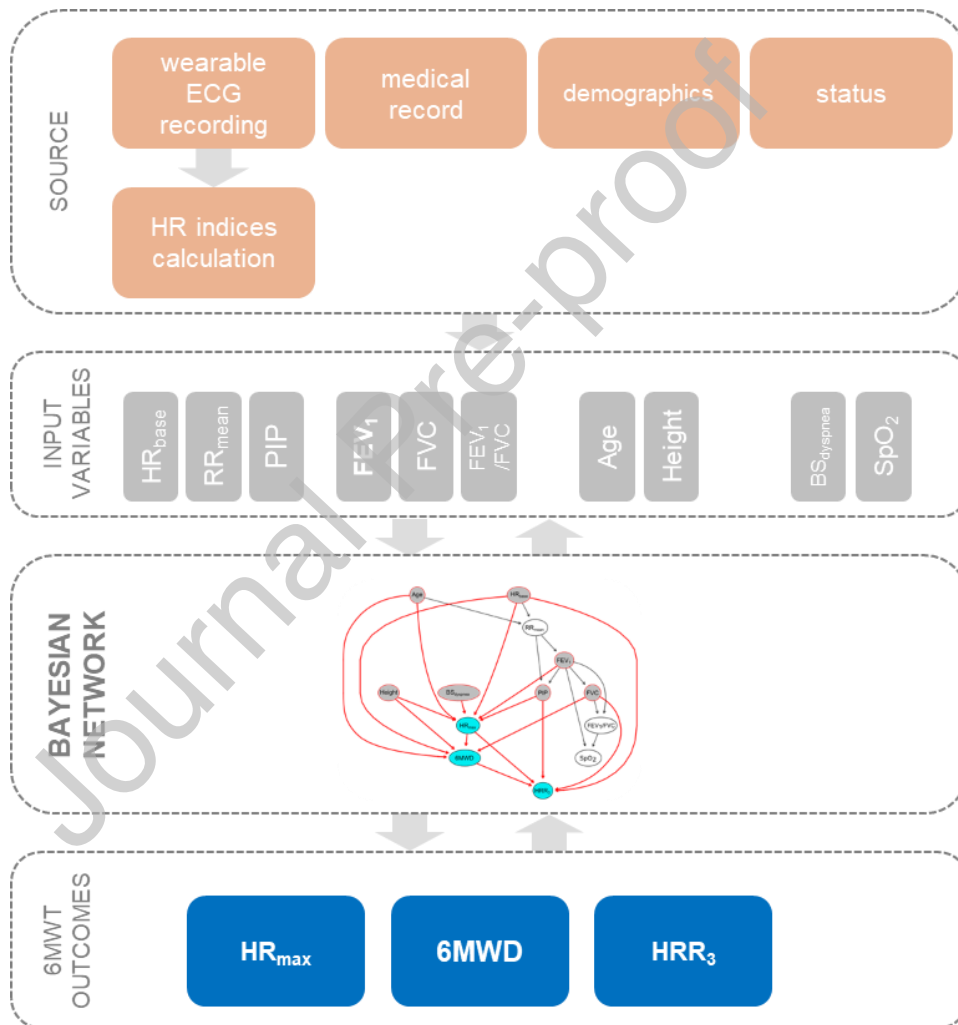 SOURCE
wearable
ECG
recording
medical
record
demographics
status
HR indices
calculation
INPUT
VARIABLES
HRbase
RRmean
PIP
FEV₁
FVC
FEV₁
/FVC
Age
Height
BSdyspnea
SpO₂
BAYESIAN
NETWORK
Age
RRmean
FEV₁
Height
BSdyspnea
PIP
FVC
HRmax
FEV₁/FVC
6MWD
SpO₂
6MWT
OUTCOMES
HRmax
6MWD
HRR₃
Journal Pre-proof